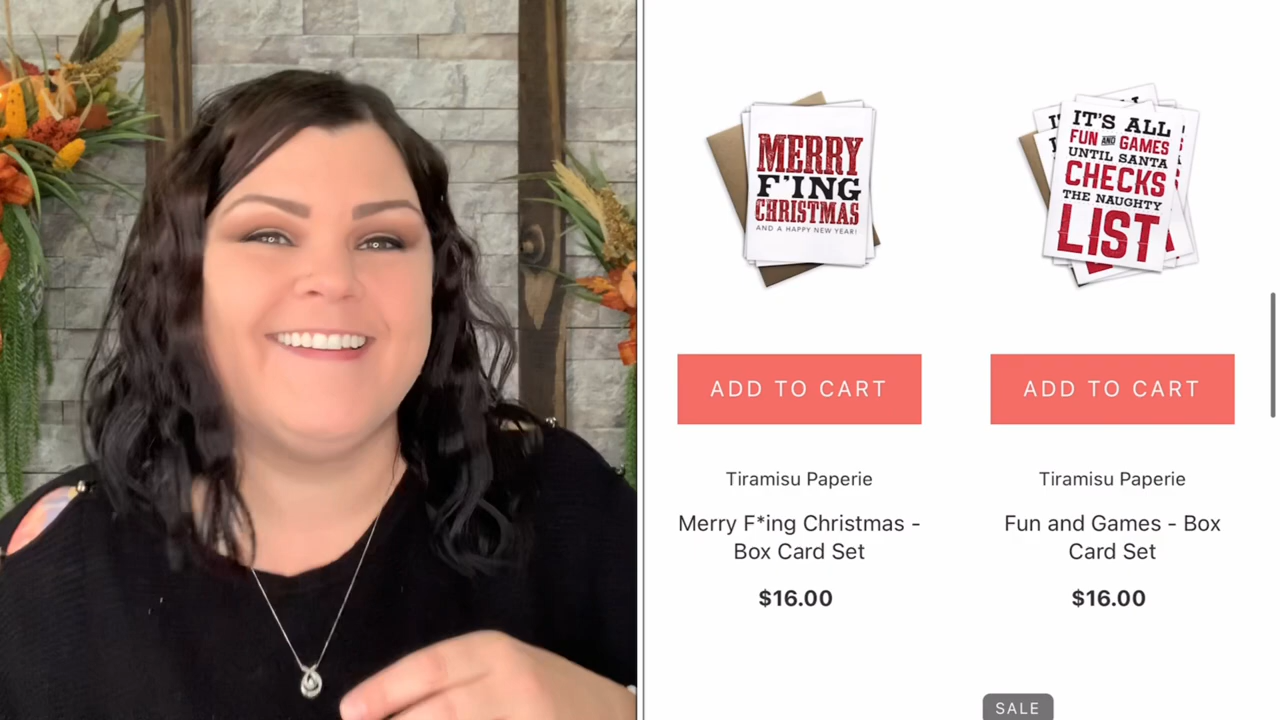 MERRY
F*ING
CHRISTMAS
AND A HAPPY NEW YEAR!
IT'S ALL
FUN AND GAMES
UNTIL SANTA
CHECKS
THE NAUGHTY
LIST
ADD TO CART
ADD TO CART
Tiramisu Paperie
Tiramisu Paperie
Merry F*ing Christmas -
Box Card Set
Fun and Games - Box
Card Set
$16.00
$16.00
SALE